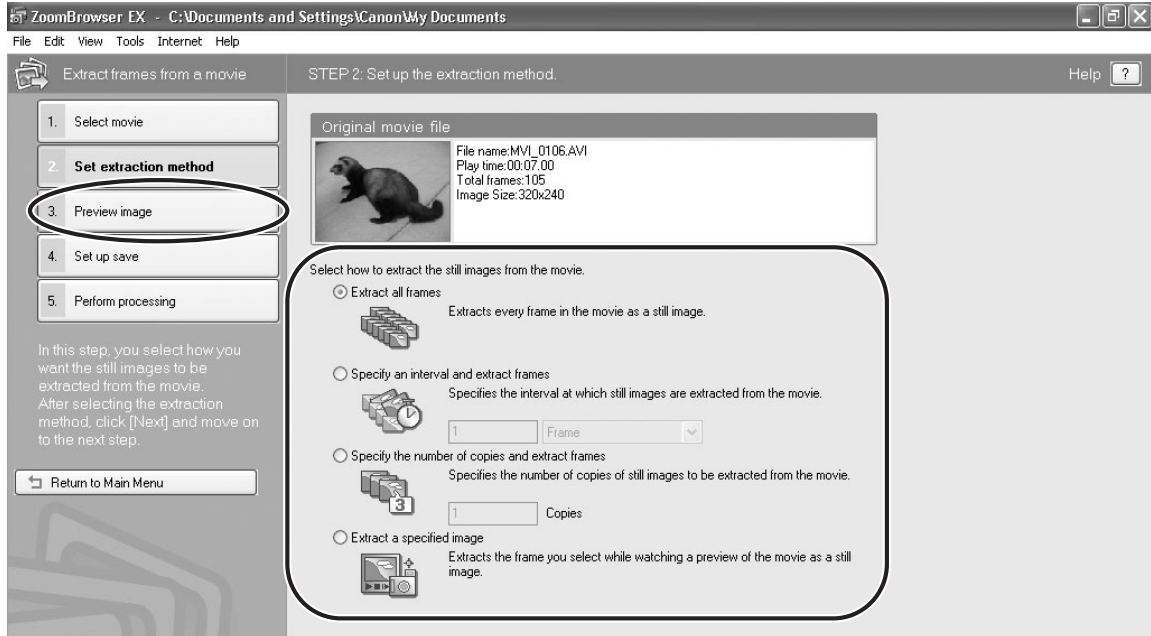 ZoomBrowser EX - C:\Documents and Settings\Canon\My Documents
File Edit View Tools Internet Help
Extract frames from a movie
STEP 2: Set up the extraction method.
Help ?
1. Select movie
2. Set extraction method
3. Preview image
4. Set up save
5. Perform processing
In this step, you select how you
want the still images to be
extracted from the movie.
After selecting the extraction
method, click [Next] and move on
to the next step.
Return to Main Menu
Original movie file
File name:MVI_0106.AVI
Play time:00:07.00
Total frames:105
Image Size:320x240
Select how to extract the still images from the movie.
Extract all frames
Extracts every frame in the movie as a still image.
Specify an interval and extract frames
Specifies the interval at which still images are extracted from the movie.
1 Frame
Specify the number of copies and extract frames
Specifies the number of copies of still images to be extracted from the movie.
3
1 Copies
Extract a specified image
Extracts the frame you select while watching a preview of the movie as a still
image.